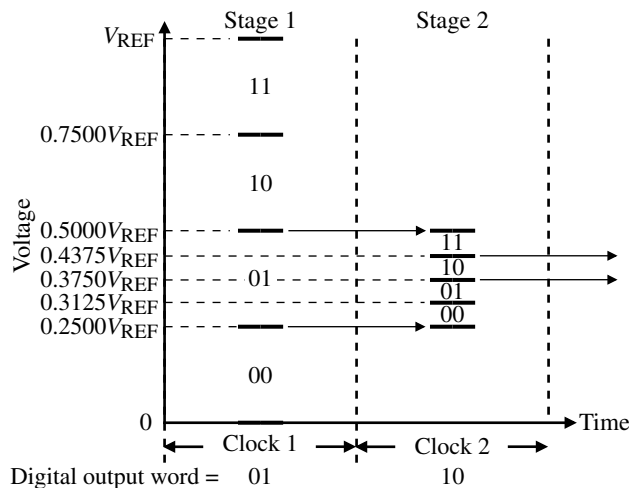 Stage 1 Stage 2
VREF
11
0.7500VREF
10
0.5000VREF
11
0.4375VREF
10
0.3750VREF
01
01
0.3125VREF
00
0.2500VREF
00
Voltage
0
Time
Clock 1 Clock 2
Digital output word = 01 10